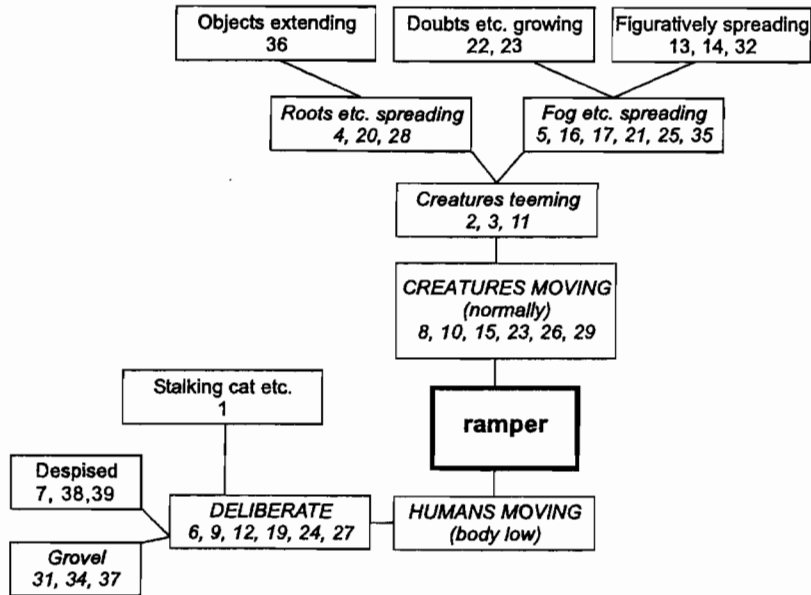 Objects extending
36
Doubts etc. growing
22, 23
Figuratively spreading
13, 14, 32
Roots etc. spreading
4, 20, 28
Fog etc. spreading
5, 16, 17, 21, 25, 35
Creatures teeming
2, 3, 11
CREATURES MOVING
(normally)
8, 10, 15, 23, 26, 29
Stalking cat etc.
1
ramper
Despised
7, 38,39
DELIBERATE
6, 9, 12, 19, 24, 27
HUMANS MOVING
(body low)
Grovel
31, 34, 37